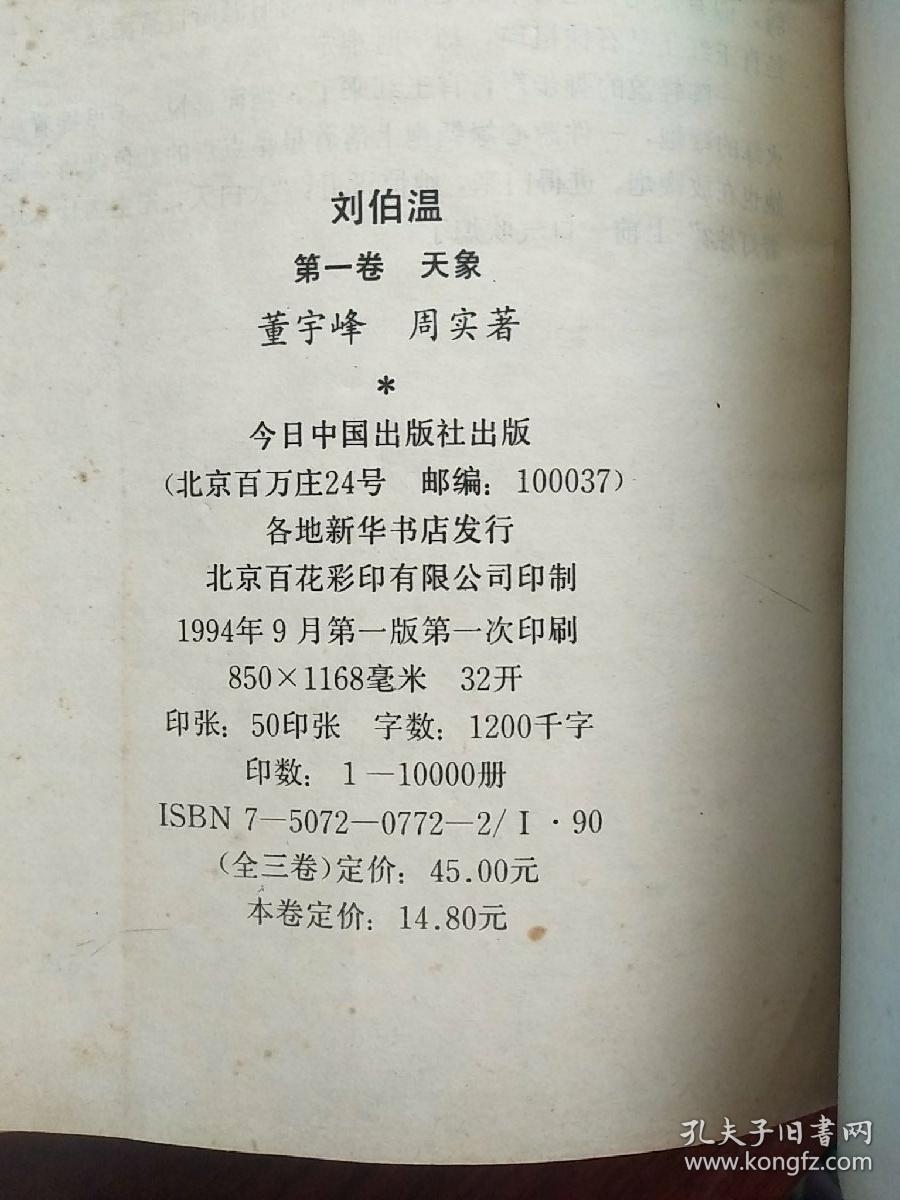 刘伯温
第一卷 天象
董宇峰 周实著
*
今日中国出版社出版
(北京百万庄24号 邮编：100037)
各地新华书店发行
北京百花彩印有限公司印制
1994年9月第一版第一次印刷
850×1168毫米 32开
印张：50印张 字数：1200千字
印数：1—10000册
ISBN 7—5072—0772—2/I·90
(全三卷)定价：45.00元
本卷定价：14.80元
孔夫子旧书网
www.kongfz.com